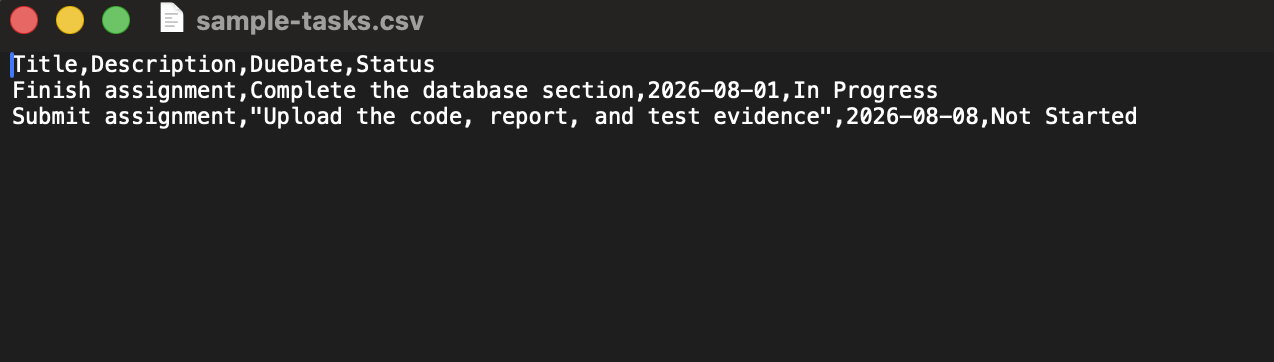 sample-tasks.csv
Title,Description,DueDate,Status
Finish assignment,Complete the database section,2026-08-01,In Progress
Submit assignment,"Upload the code, report, and test evidence",2026-08-08,Not Started